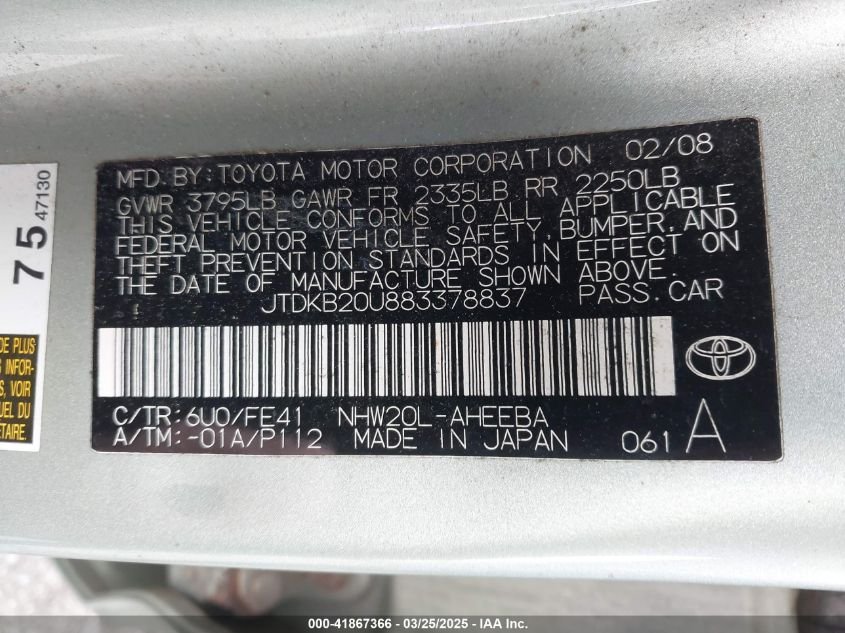 MFD. BY: TOYOTA MOTOR CORPORATION 02/08
GVWR 3795LB GAWR FR 2335LB RR 2250LB
THIS VEHICLE CONFORMS TO ALL APPLICABLE
FEDERAL MOTOR VEHICLE SAFETY, BUMPER, AND
THEFT PREVENTION STANDARDS IN EFFECT ON
THE DATE OF MANUFACTURE SHOWN ABOVE.
JTDKB20U883378837 PASS. CAR
C/TR: 6U0/FE41 NHW20L-AHEEBA
A/TM: -01A/P112 MADE IN JAPAN 061 A
7 5
47130
DE PLUS
INFOR-
S, VOIR
UEL DU
ÉTAIRE.
000-41867366 — 03/25/2025 — IAA Inc.